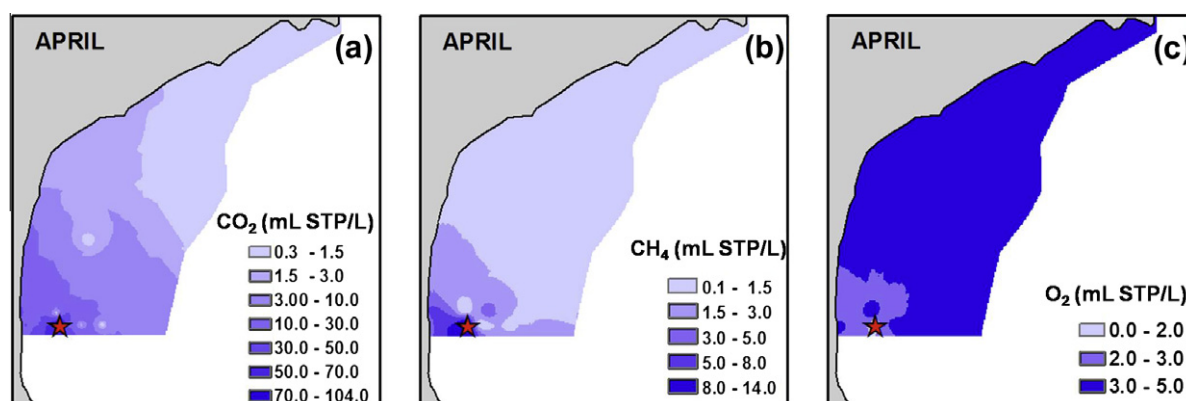 APRIL
(a)
CO₂ (mL STP/L)
0.3 - 1.5
1.5 - 3.0
3.00 - 10.0
10.0 - 30.0
30.0 - 50.0
50.0 - 70.0
70.0 - 104.0
APRIL
(b)
CH₄ (mL STP/L)
0.1 - 1.5
1.5 - 3.0
3.0 - 5.0
5.0 - 8.0
8.0 - 14.0
APRIL
(c)
O₂ (mL STP/L)
0.0 - 2.0
2.0 - 3.0
3.0 - 5.0